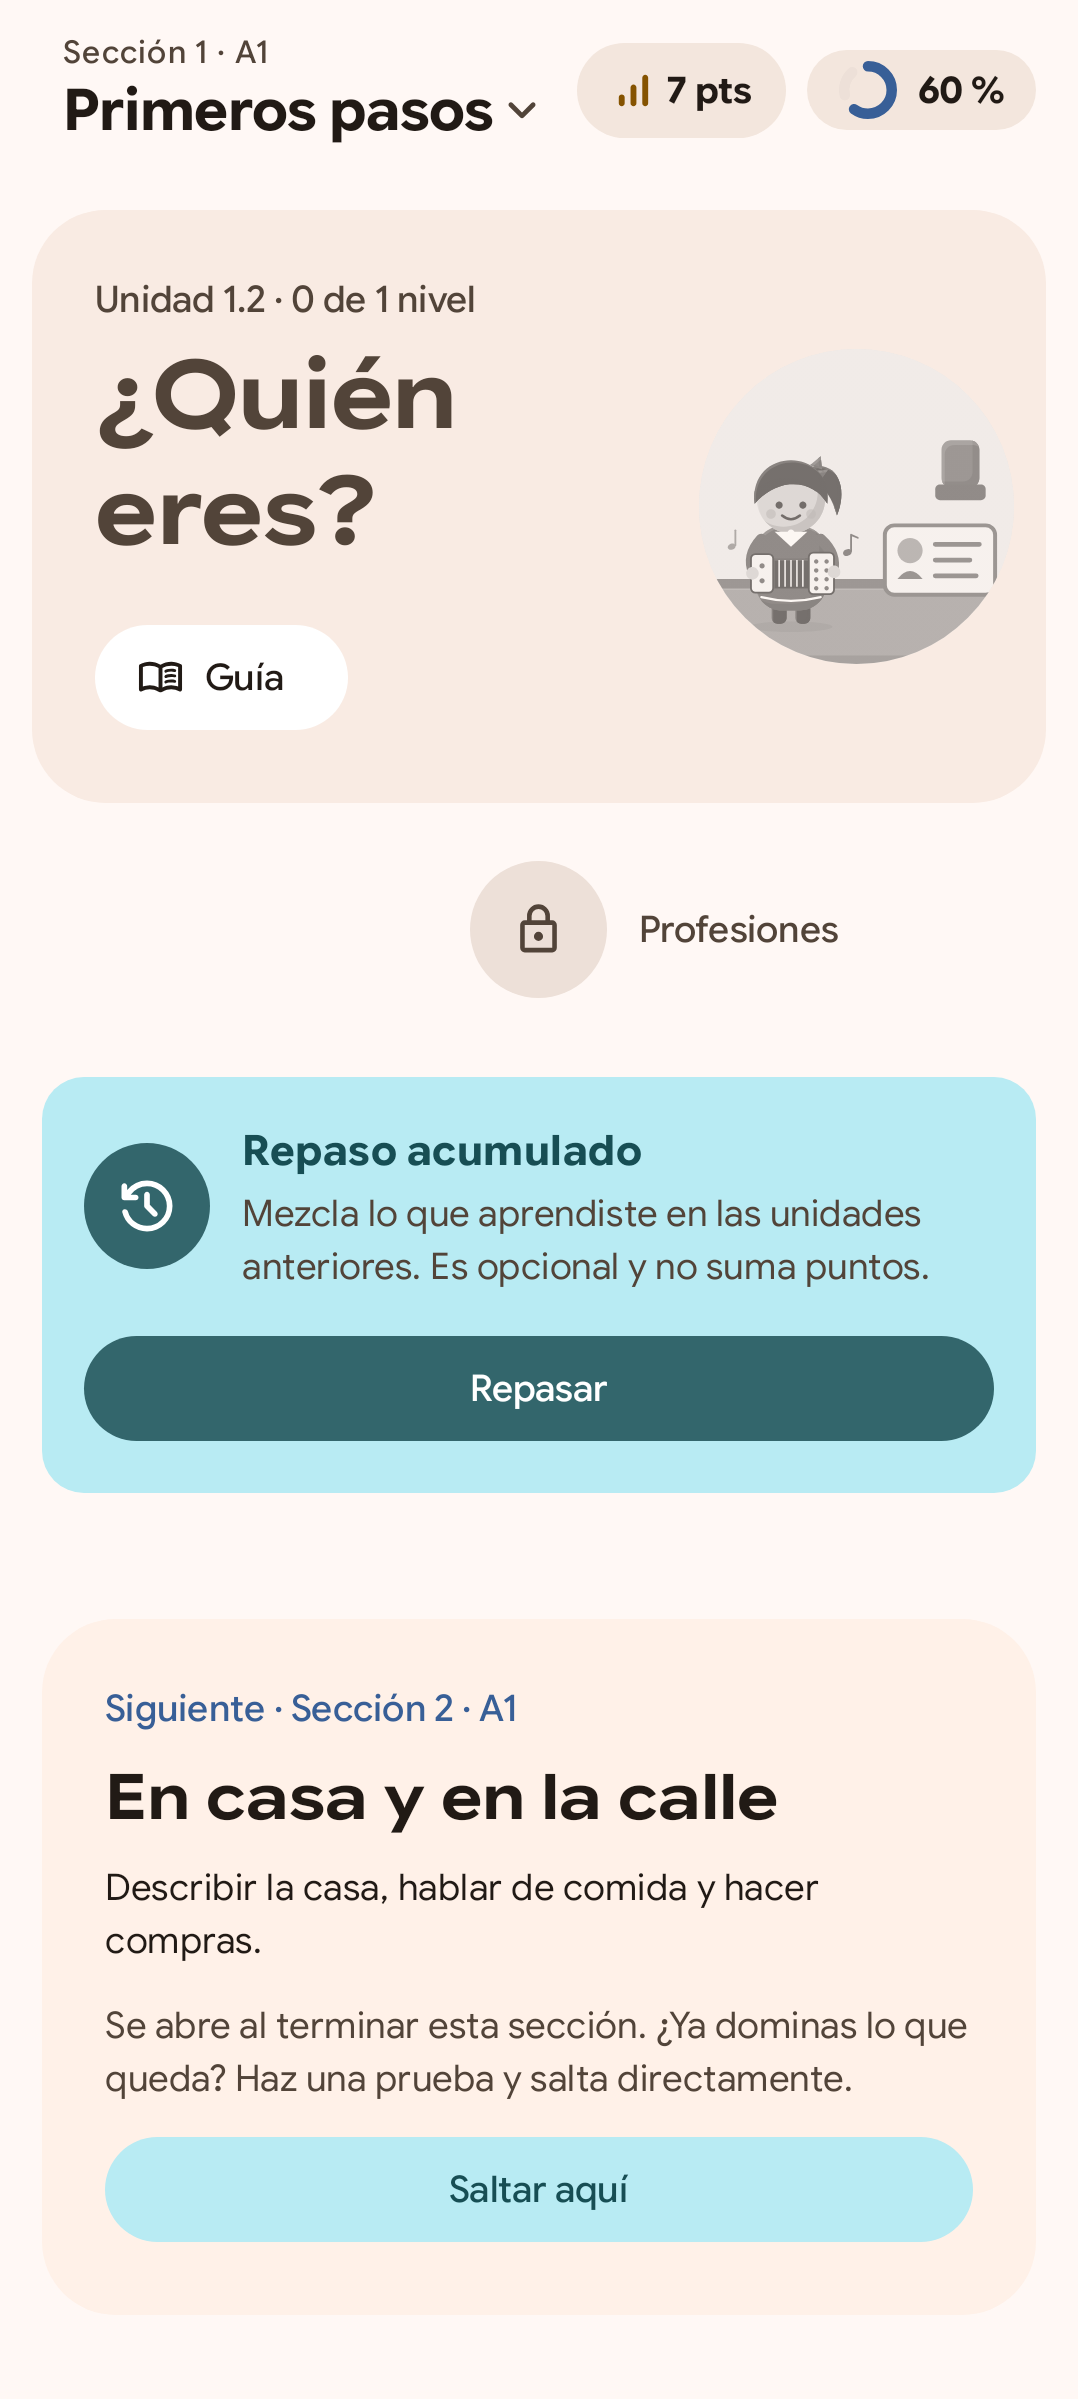 Sección 1 · A1
Primeros pasos
7 pts
60 %
Unidad 1.2 · 0 de 1 nivel
¿Quién
eres?
Guía
Profesiones
Repaso acumulado
Mezcla lo que aprendiste en las unidades
anteriores. Es opcional y no suma puntos.
Repasar
Siguiente · Sección 2 · A1
En casa y en la calle
Describir la casa, hablar de comida y hacer
compras.
Se abre al terminar esta sección. ¿Ya dominas lo que
queda? Haz una prueba y salta directamente.
Saltar aquí